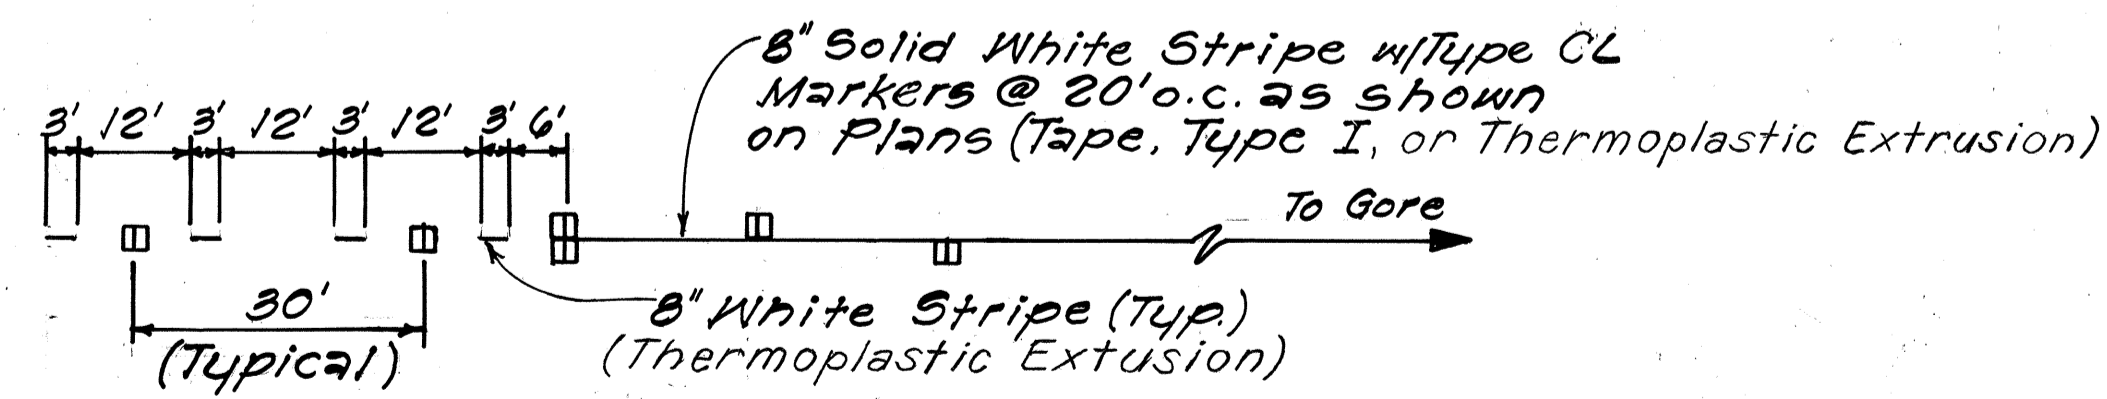 8" Solid White Stripe w/Type CL
Markers @ 20' o.c. as shown
on Plans (Tape, Type I, or Thermoplastic Extrusion)
3' 12' 3' 12' 3' 12' 3' 6'
To Gore
30'
(Typical)
8" White Stripe (Typ.)
(Thermoplastic Extusion)